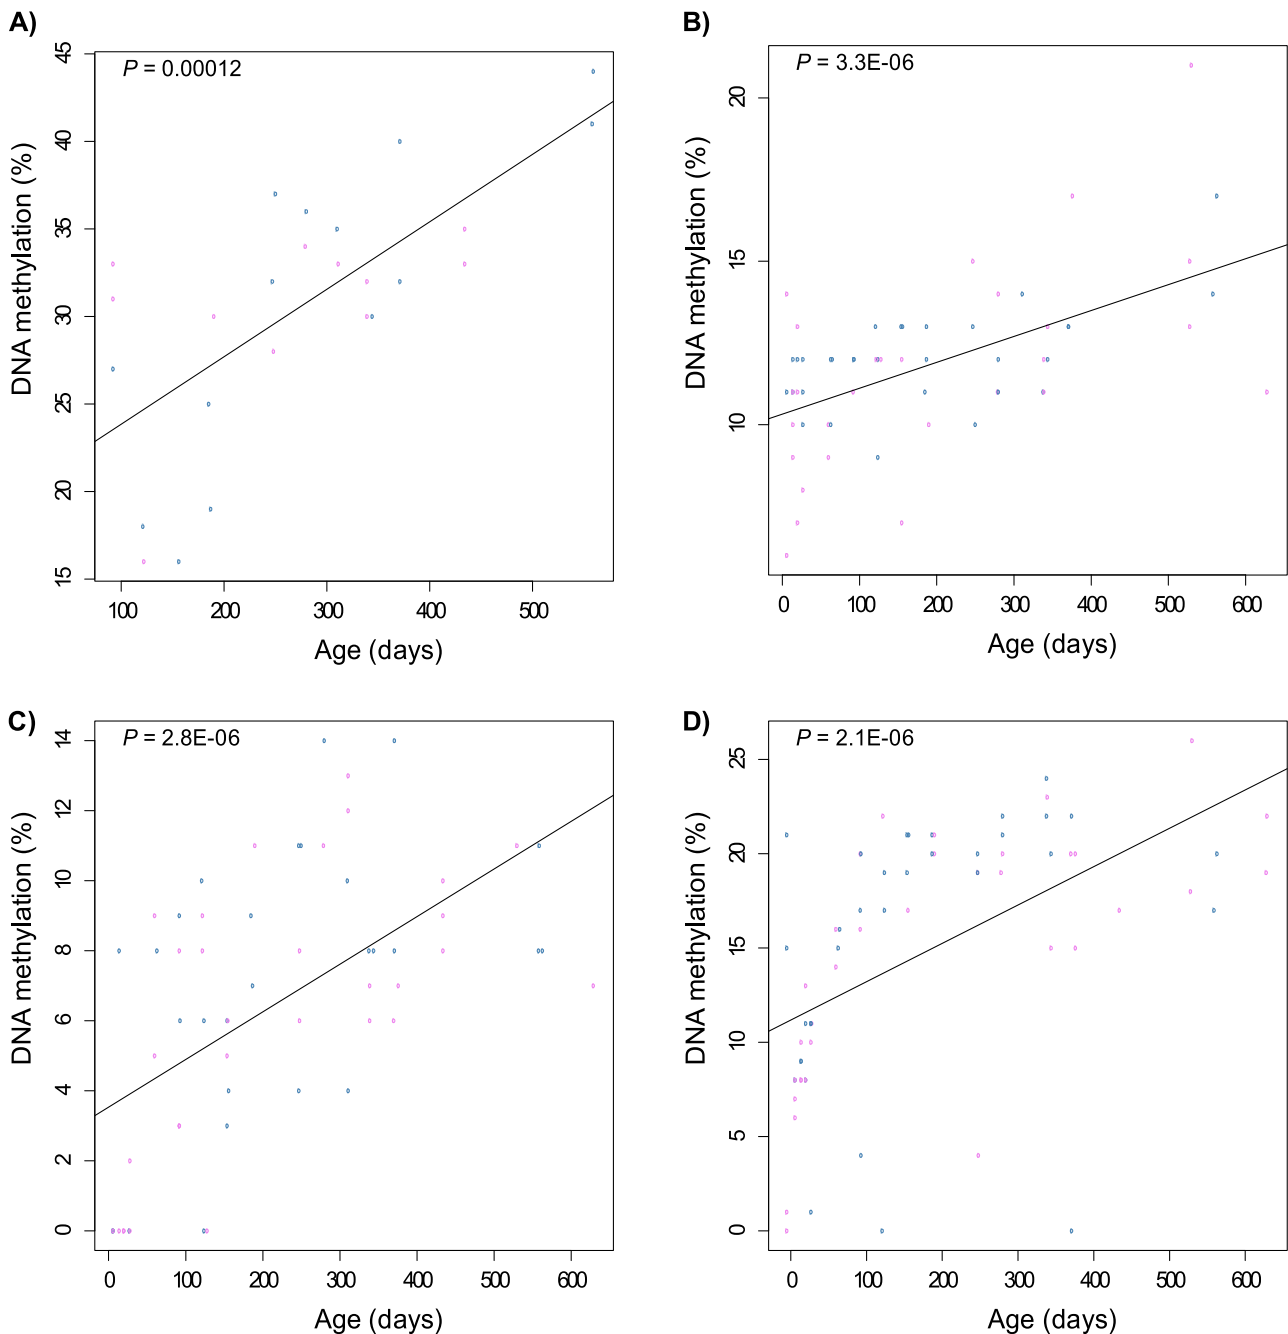 A)
P = 0.00012
DNA methylation (%)
45
40
35
30
25
20
15
100 200 300 400 500
Age (days)
B)
P = 3.3E-06
DNA methylation (%)
20
15
10
0 100 200 300 400 500 600
Age (days)
C)
P = 2.8E-06
DNA methylation (%)
14
12
10
8
6
4
2
0
0 100 200 300 400 500 600
Age (days)
D)
P = 2.1E-06
DNA methylation (%)
25
20
15
10
5
0
0 100 200 300 400 500 600
Age (days)